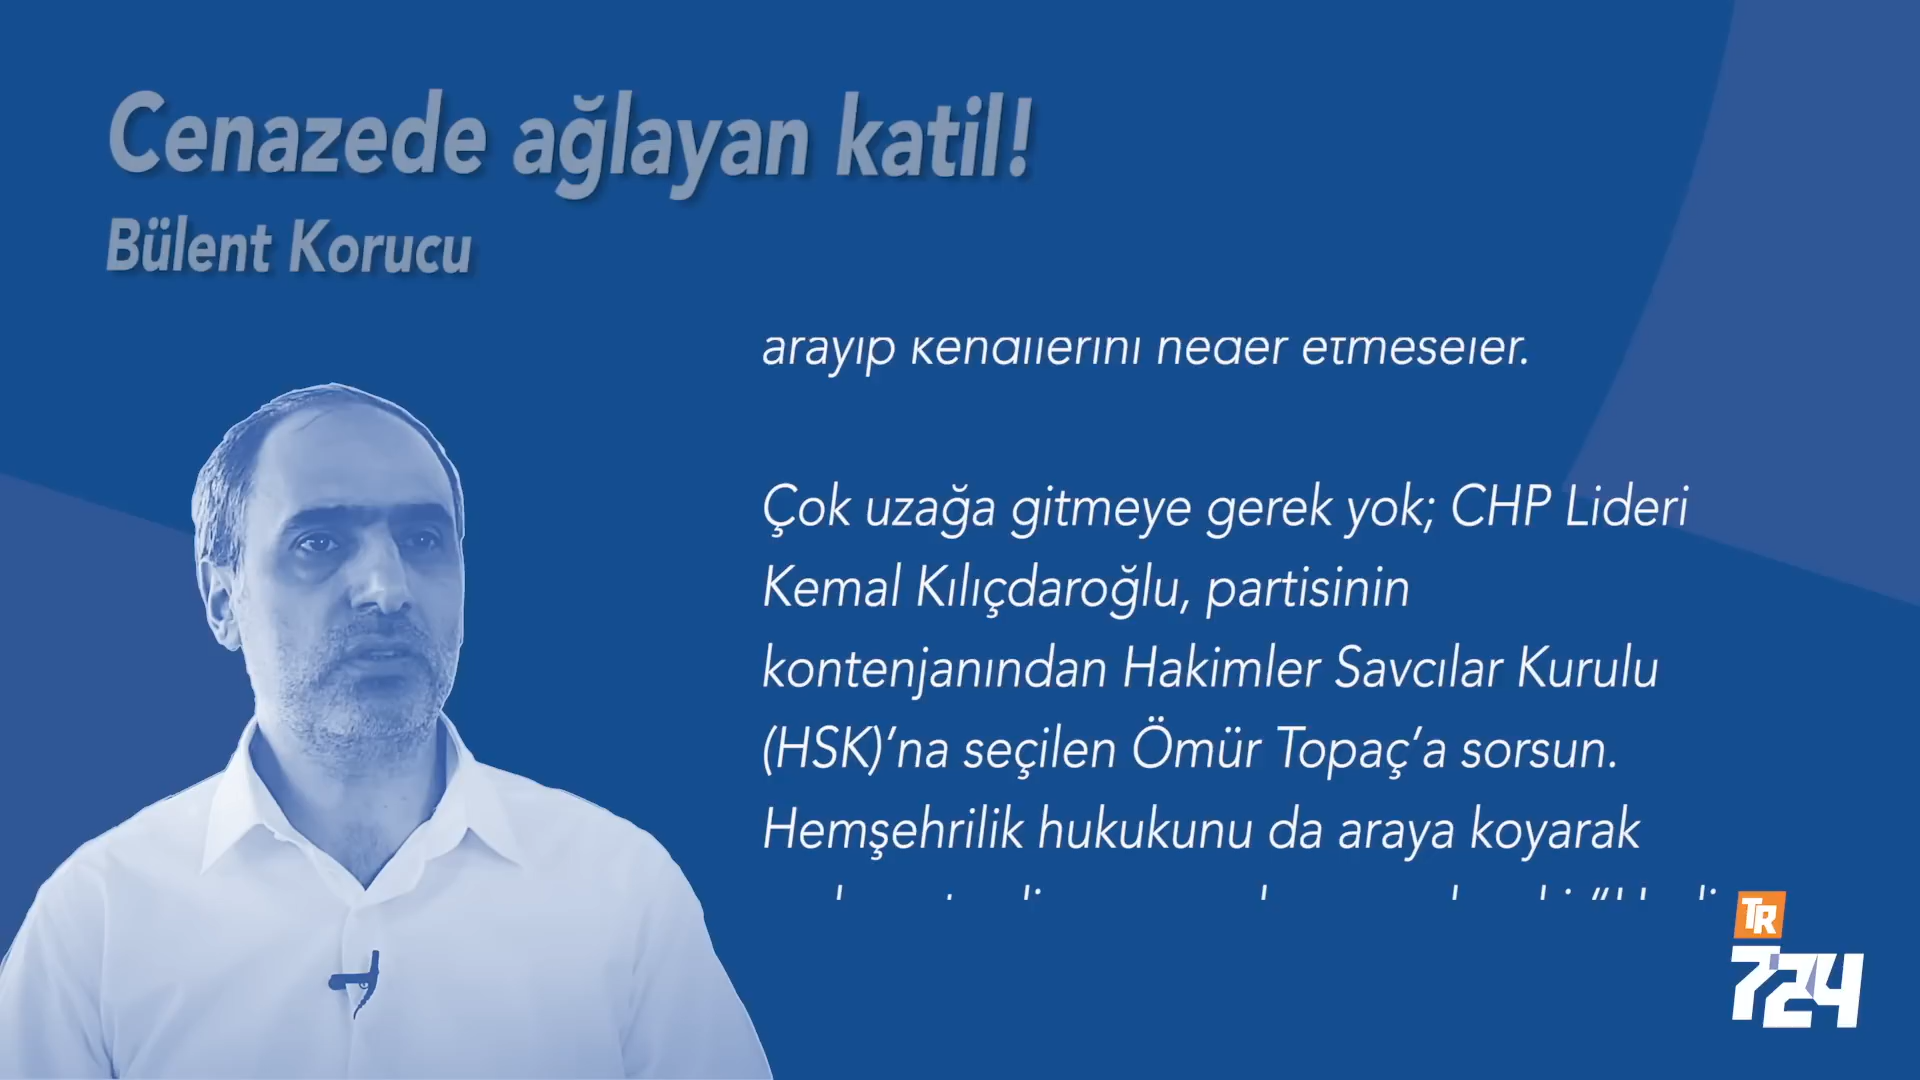 Cenazede ağlayan katil!
Bülent Korucu
arayıp kendilerini heder etmeseler.
Çok uzağa gitmeye gerek yok; CHP Lideri
Kemal Kılıçdaroğlu, partisinin
kontenjanından Hakimler Savcılar Kurulu
(HSK)’na seçilen Ömür Topaç’a sorsun.
Hemşehrilik hukukunu da araya koyarak
TR
724